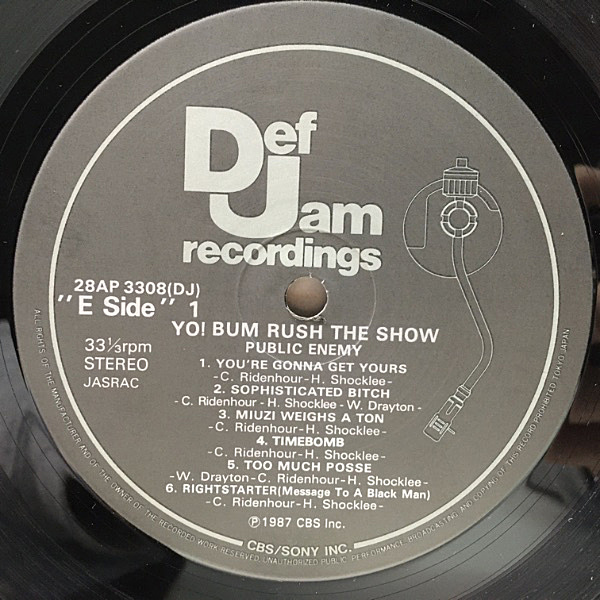 Def
Jam
recordings
28AP 3308(DJ)
"E Side" 1
33⅓rpm
STEREO
JASRAC
YO! BUM RUSH THE SHOW
PUBLIC ENEMY
1. YOU'RE GONNA GET YOURS
-C. Ridenhour-H. Shocklee-
2. SOPHISTICATED BITCH
-C. Ridenhour-H. Shocklee-W. Drayton-
3. MIUZI WEIGHS A TON
-C. Ridenhour-H. Shocklee-
4. TIMEBOMB
-C. Ridenhour-H. Shocklee-
5. TOO MUCH POSSE
-W. Drayton-C. Ridenhour-H. Shocklee-
6. RIGHTSTARTER(Message To A Black Man)
-C. Ridenhour-H. Shocklee-
℗1987 CBS Inc.
CBS/SONY INC.
ALL RIGHTS OF THE MANUFACTURER AND OF THE OWNER OF THE RECORDED WORK RESERVED. UNAUTHORIZED PUBLIC PERFORMANCE, BROADCASTING AND COPYING OF THIS RECORD PROHIBITED. TOKYO, JAPAN